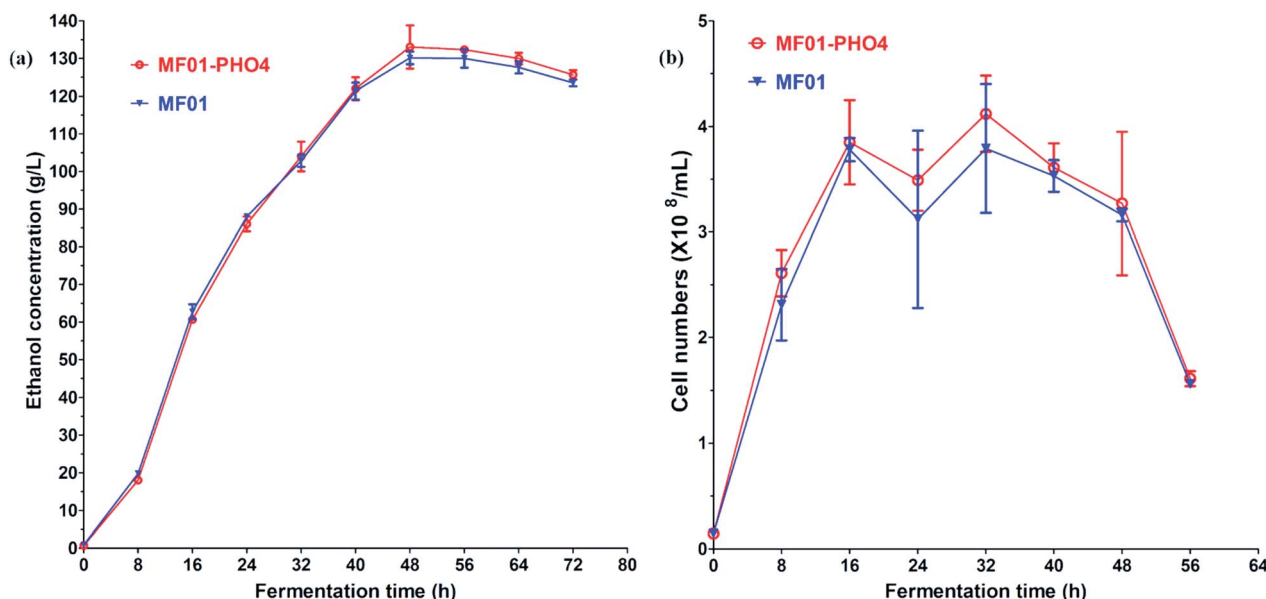 (a)
Ethanol concentration (g/L)
140
130
120
110
100
90
80
70
60
50
40
30
20
10
0
MF01-PHO4
MF01
0 8 16 24 32 40 48 56 64 72 80
Fermentation time (h)
(b)
Cell numbers (X10 8/mL)
5
4
3
2
1
0
MF01-PHO4
MF01
0 8 16 24 32 40 48 56 64
Fermentation time (h)